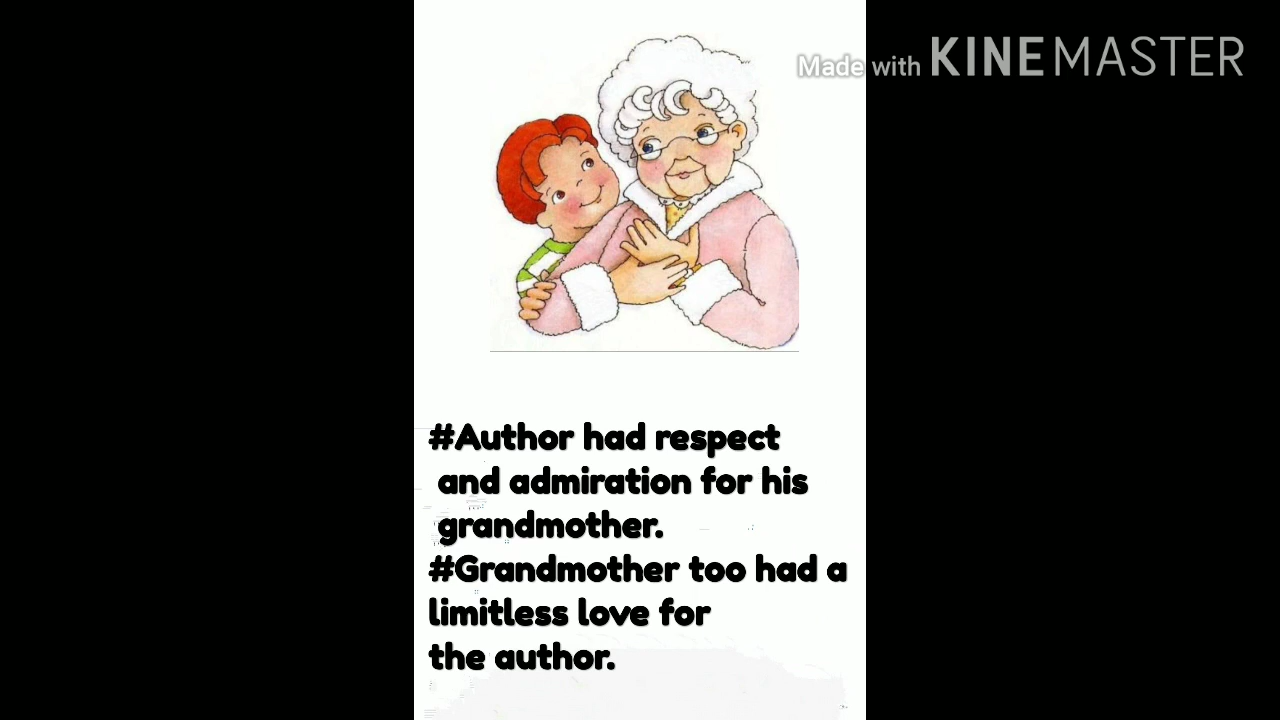 Made with KINEMASTER
#Author had respect
and admiration for his
grandmother.
#Grandmother too had a
limitless love for
the author.